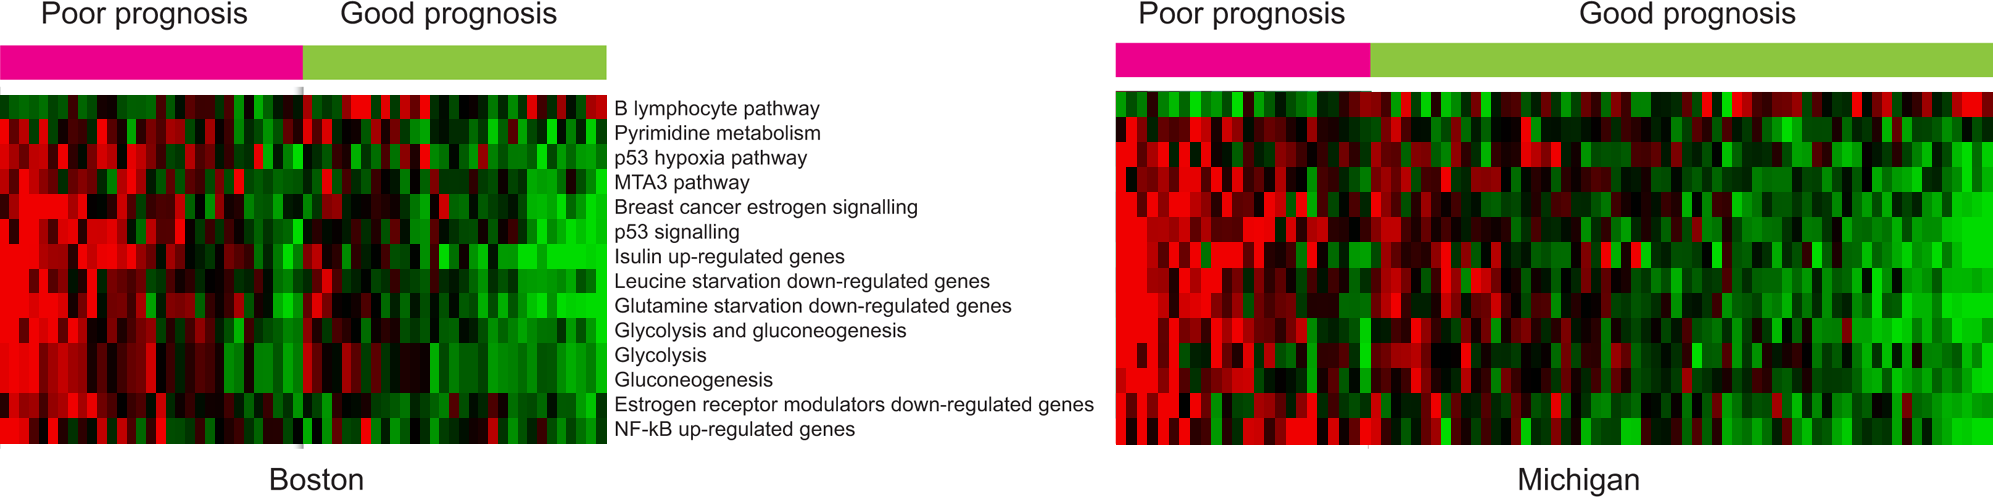 Poor prognosis
Good prognosis
Poor prognosis
Good prognosis
B lymphocyte pathway
Pyrimidine metabolism
p53 hypoxia pathway
MTA3 pathway
Breast cancer estrogen signalling
p53 signalling
Isulin up-regulated genes
Leucine starvation down-regulated genes
Glutamine starvation down-regulated genes
Glycolysis and gluconeogenesis
Glycolysis
Gluconeogenesis
Estrogen receptor modulators down-regulated genes
NF-kB up-regulated genes
Boston
Michigan